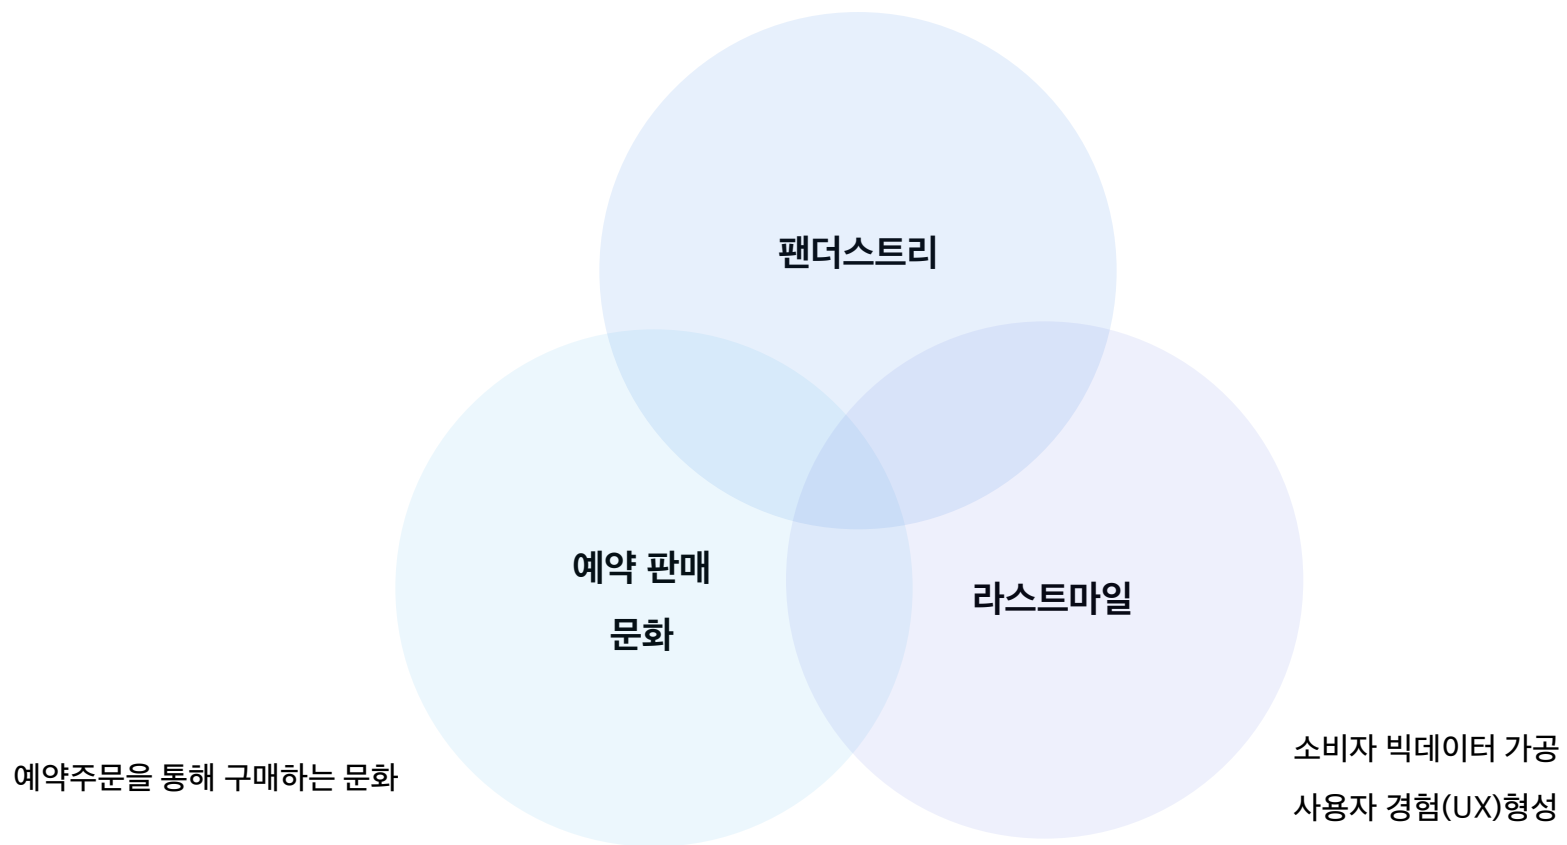 팬더스트리
예약 판매
문화
라스트마일
예약주문을 통해 구매하는 문화
소비자 빅데이터 가공
사용자 경험(UX)형성